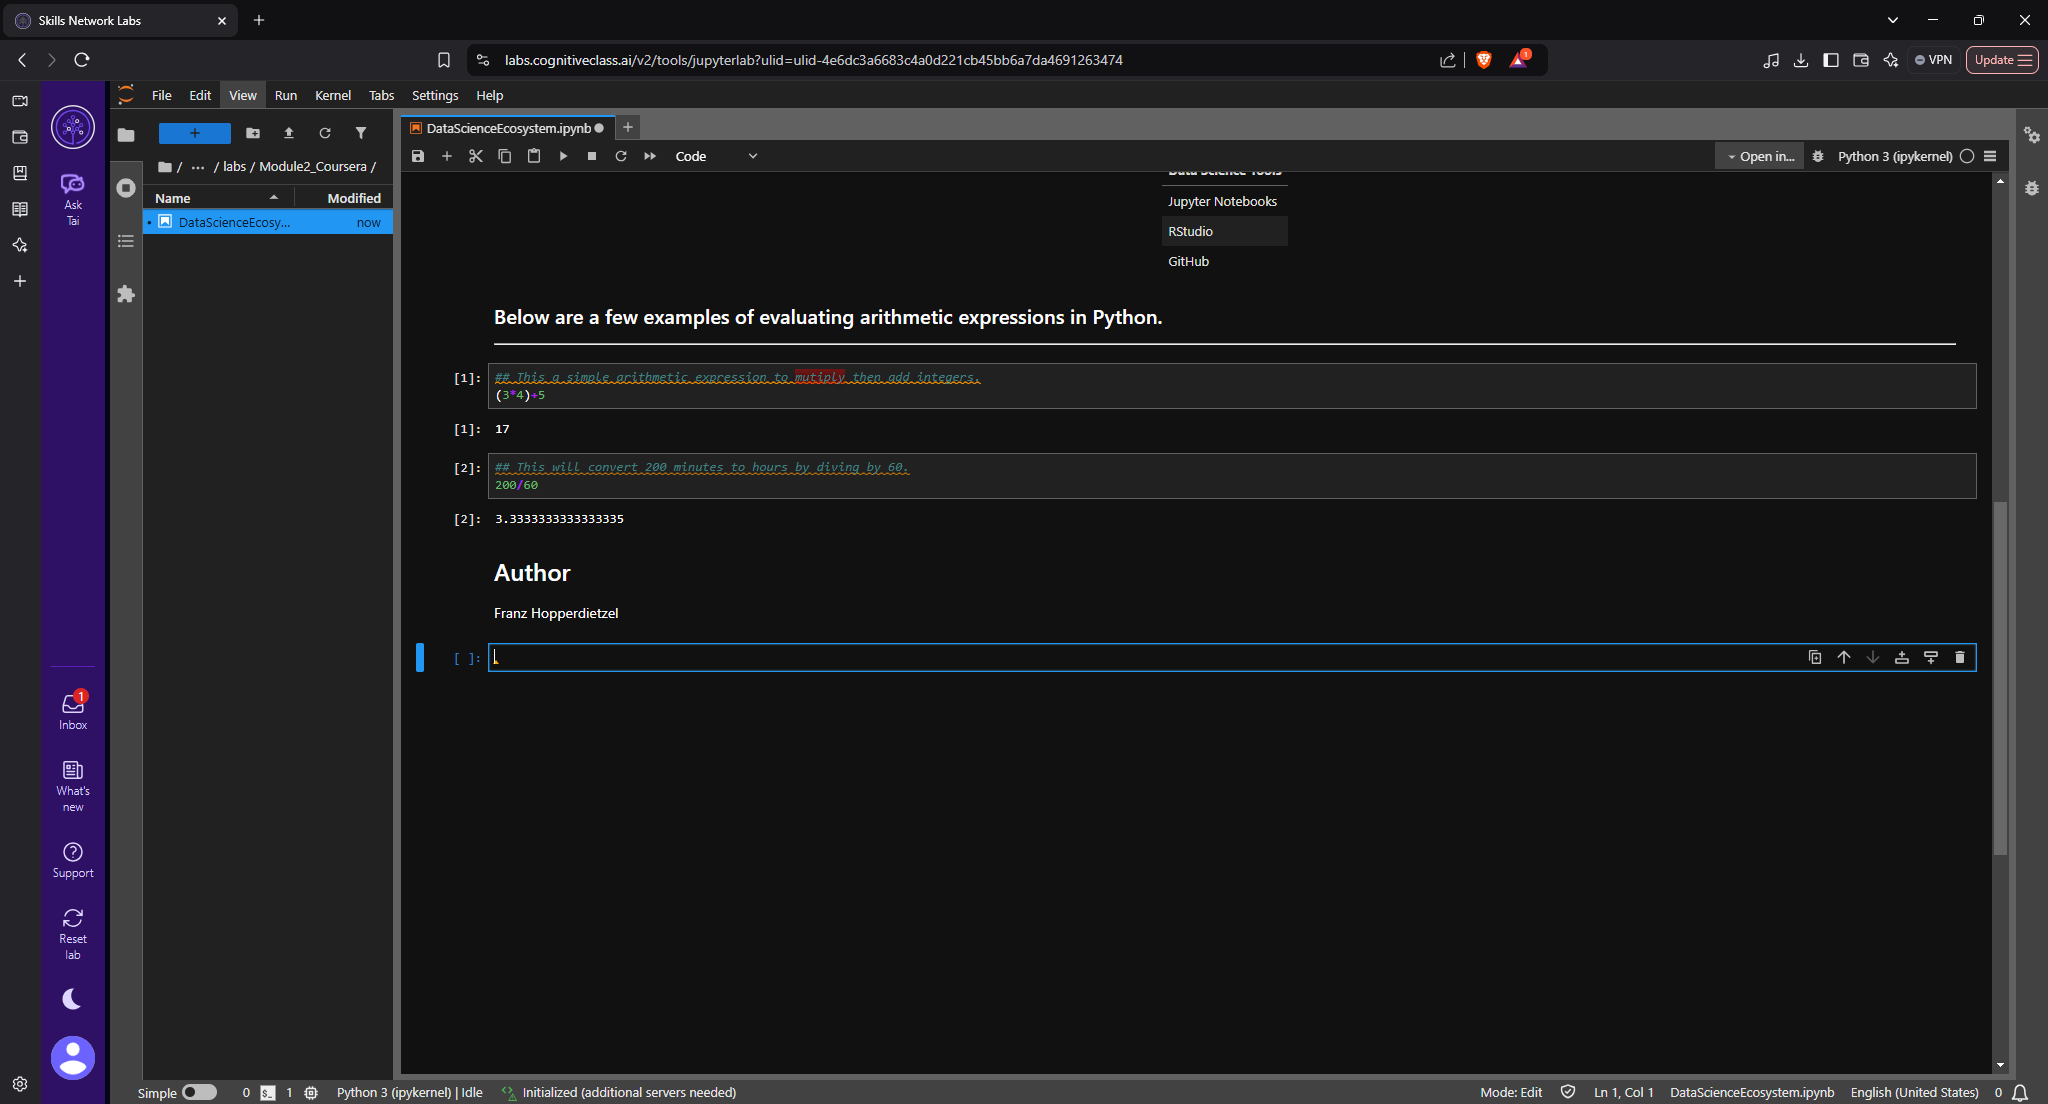 Skills Network Labs
labs.cognitiveclass.ai/v2/tools/jupyterlab?ulid=ulid-4e6dc3a6683c4a0d221cb45bb6a7da4691263474
1
VPN
Update
File Edit View Run Kernel Tabs Settings Help
Ask
Tai
/ ··· / labs / Module2_Coursera /
Name Modified
DataScienceEcosy... now
DataScienceEcosystem.ipynb
Code
Open in...
Python 3 (ipykernel)
Data Science Tools
Jupyter Notebooks
RStudio
GitHub
Below are a few examples of evaluating arithmetic expressions in Python.
[1]: ## This a simple arithmetic expression to mutiply then add integers.
(3*4)+5
[1]: 17
[2]: ## This will convert 200 minutes to hours by diving by 60.
200/60
[2]: 3.3333333333333335
Author
Franz Hopperdietzel
[ ]:
1
Inbox
What's
new
Support
Reset
lab
Simple 0 1 Python 3 (ipykernel) | Idle Initialized (additional servers needed)
Mode: Edit Ln 1, Col 1 DataScienceEcosystem.ipynb English (United States) 0